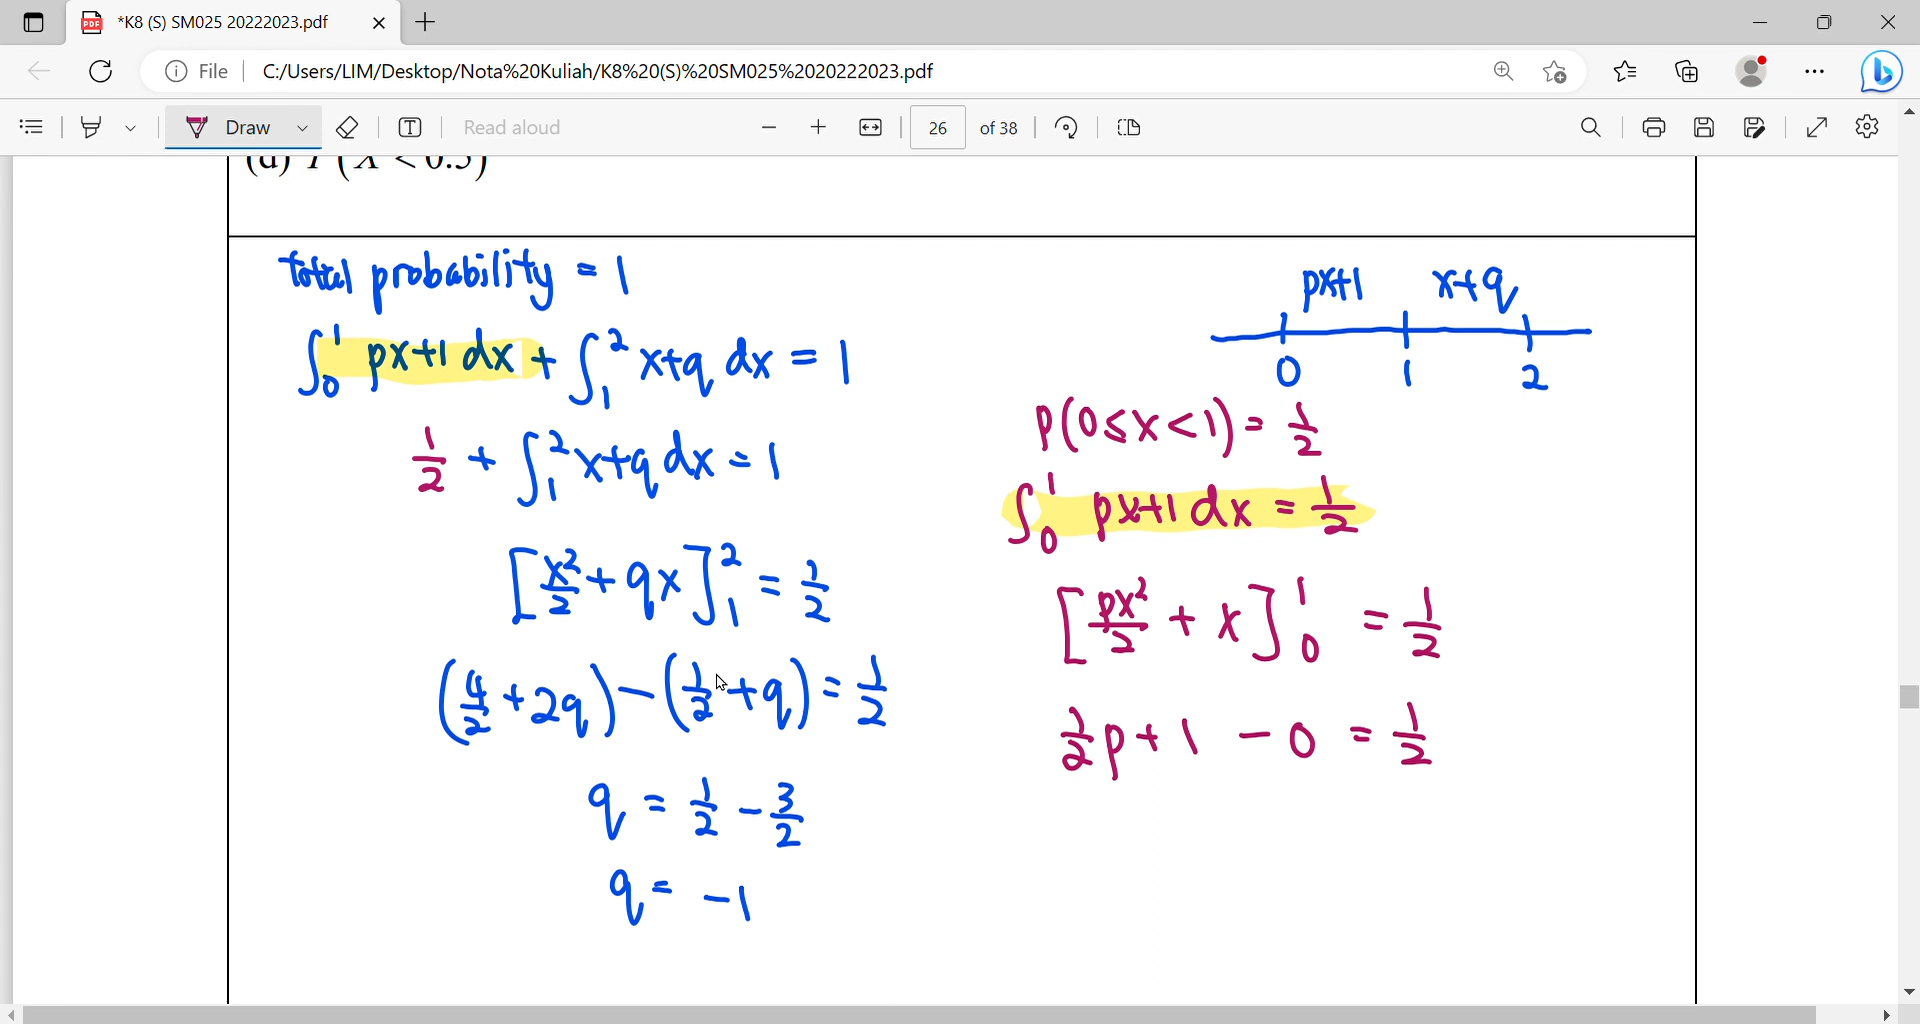 *K8 (S) SM025 20222023.pdf
File | C:/Users/LIM/Desktop/Nota%20Kuliah/K8%20(S)%20SM025%2020222023.pdf
Draw
Read aloud
26 of 38
(d) P (X < 0.5)
total probability = 1
∫₀¹ px+1 dx + ∫₁² x+q dx = 1
1/2 + ∫₁² x+q dx = 1
[x²/2 + qx]₁² = 1/2
(4/2 + 2q) − (1/2 + q) = 1/2
q = 1/2 − 3/2
q = −1
px+1 x+q
0 1 2
P(0≤X<1) = 1/2
∫₀¹ px+1 dx = 1/2
[px²/2 + x]₀¹ = 1/2
1/2 p + 1 − 0 = 1/2